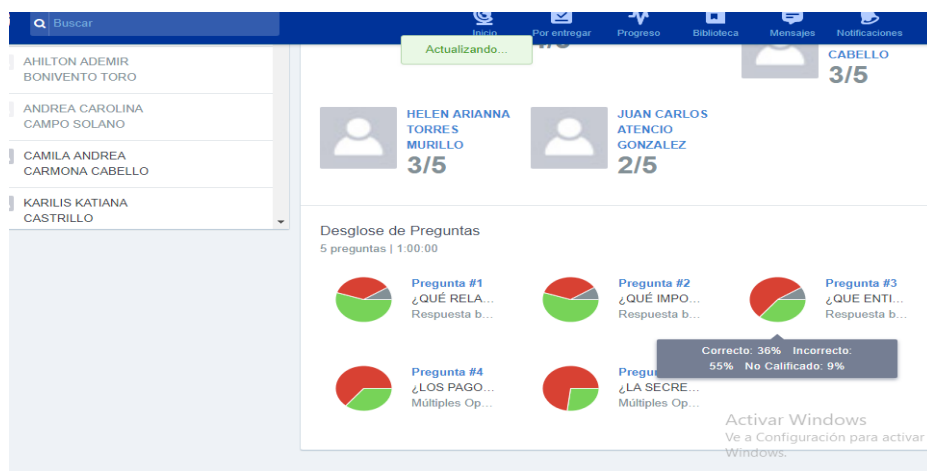 Buscar
Inicio
Por entregar
Progreso
Biblioteca
Mensajes
Notificaciones
Actualizando...
AHILTON ADEMIR
BONIVENTO TORO
ANDREA CAROLINA
CAMPO SOLANO
CAMILA ANDREA
CARMONA CABELLO
KARILIS KATIANA
CASTRILLO
CABELLO
3/5
HELEN ARIANNA
TORRES
MURILLO
3/5
JUAN CARLOS
ATENCIO
GONZALEZ
2/5
Desglose de Preguntas
5 preguntas | 1:00:00
Pregunta #1
¿QUÉ RELA...
Respuesta b...
Pregunta #2
¿QUÉ IMPO...
Respuesta b...
Pregunta #3
¿QUE ENTI...
Respuesta b...
Correcto: 36% Incorrecto:
55% No Calificado: 9%
Pregunta #4
¿LOS PAGO...
Múltiples Op...
¿LA SECRE...
Múltiples Op...
Activar Windows
Ve a Configuración para activar
Windows.